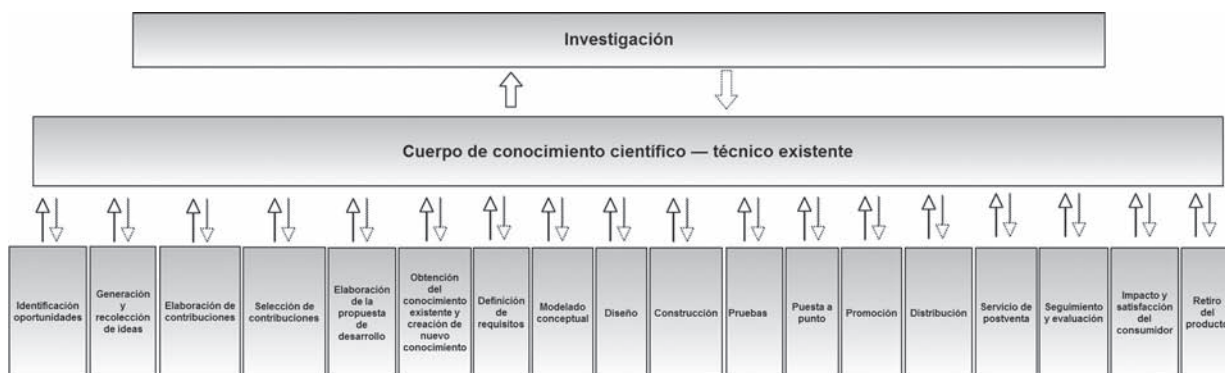 Investigación
Cuerpo de conocimiento científico — técnico existente
Identificación
oportunidades
Generación
y
recolección
de ideas
Elaboración de
contribuciones
Selección de
contribuciones
Elaboración
de la
propuesta
de
desarrollo
Obtención
del
conocimiento
existente y
creación de
nuevo
conocimiento
Definición
de
requisitos
Modelado
conceptual
Diseño
Construcción
Pruebas
Puesta a
punto
Promoción
Distribución
Servicio de
postventa
Seguimiento
y evaluación
Impacto y
satisfacción
del
consumidor
Retiro
del
producto